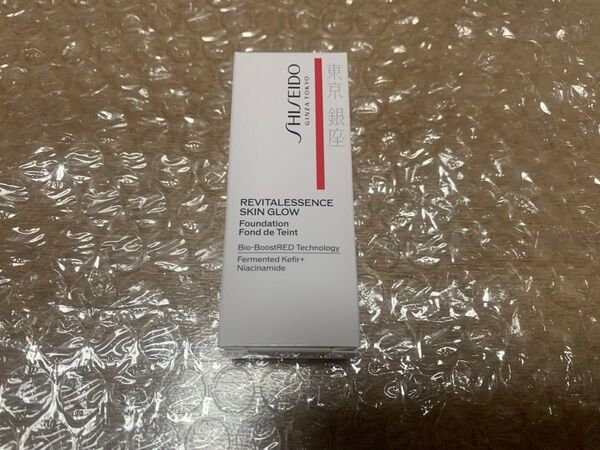 SHISEIDO
GINZA TOKYO
東京 銀座
REVITALESSENCE
SKIN GLOW
Foundation
Fond de Teint
Bio-BoostRED Technology
Fermented Kefir+
Niacinamide